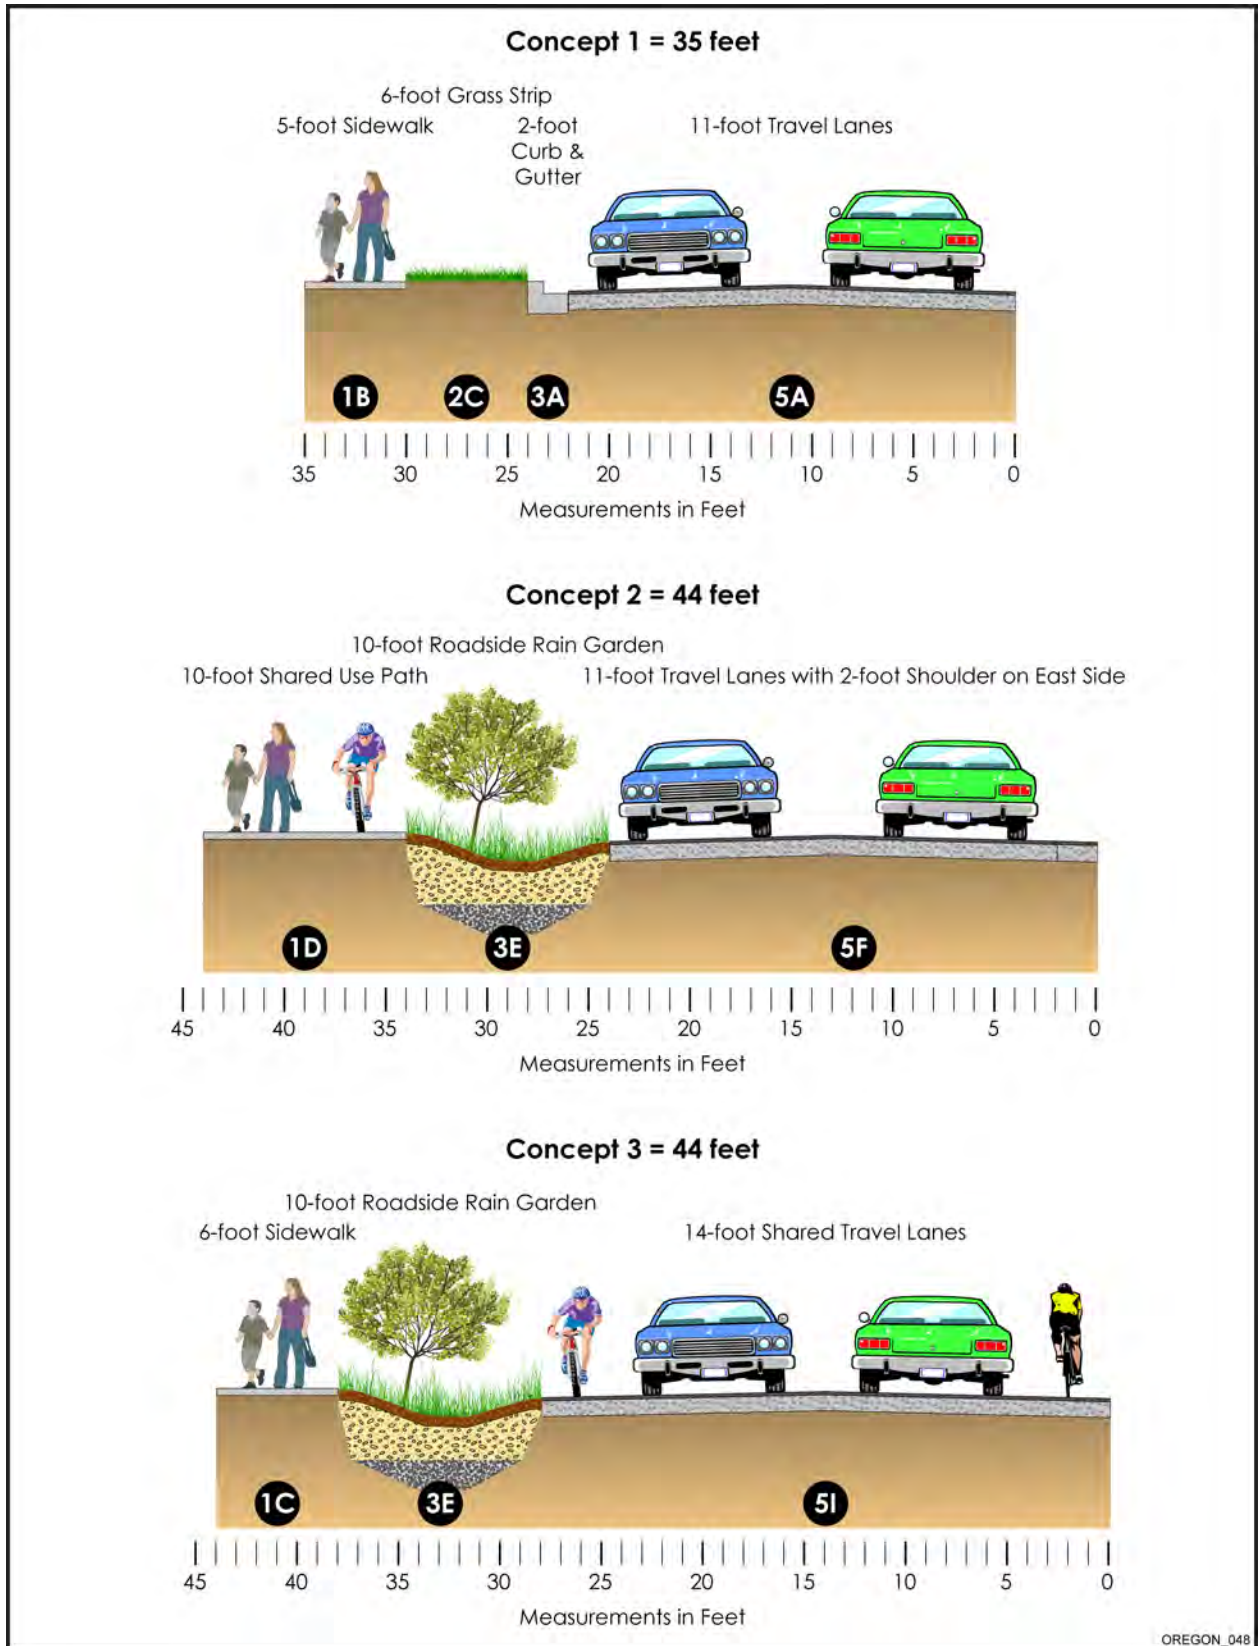 Concept 1 = 35 feet
6-foot Grass Strip
5-foot Sidewalk
2-foot
Curb &
Gutter
11-foot Travel Lanes
1B 2C 3A 5A
35 30 25 20 15 10 5 0
Measurements in Feet
Concept 2 = 44 feet
10-foot Roadside Rain Garden
10-foot Shared Use Path
11-foot Travel Lanes with 2-foot Shoulder on East Side
1D 3E 5F
45 40 35 30 25 20 15 10 5 0
Measurements in Feet
Concept 3 = 44 feet
10-foot Roadside Rain Garden
6-foot Sidewalk
14-foot Shared Travel Lanes
1C 3E 5I
45 40 35 30 25 20 15 10 5 0
Measurements in Feet
OREGON_048